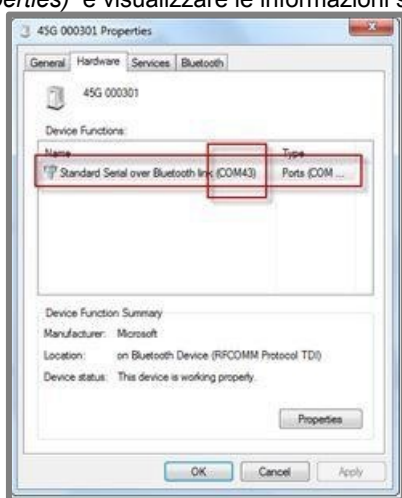 perties) e visualizzare le informazioni s
45G 000301 Properties
General Hardware Services Bluetooth
45G 000301
Device Functions:
Name Type
Standard Serial over Bluetooth link (COM43) Ports (COM ...
Device Function Summary
Manufacturer: Microsoft
Location: on Bluetooth Device (RFCOMM Protocol TDI)
Device status: This device is working properly.
Properties
OK Cancel Apply